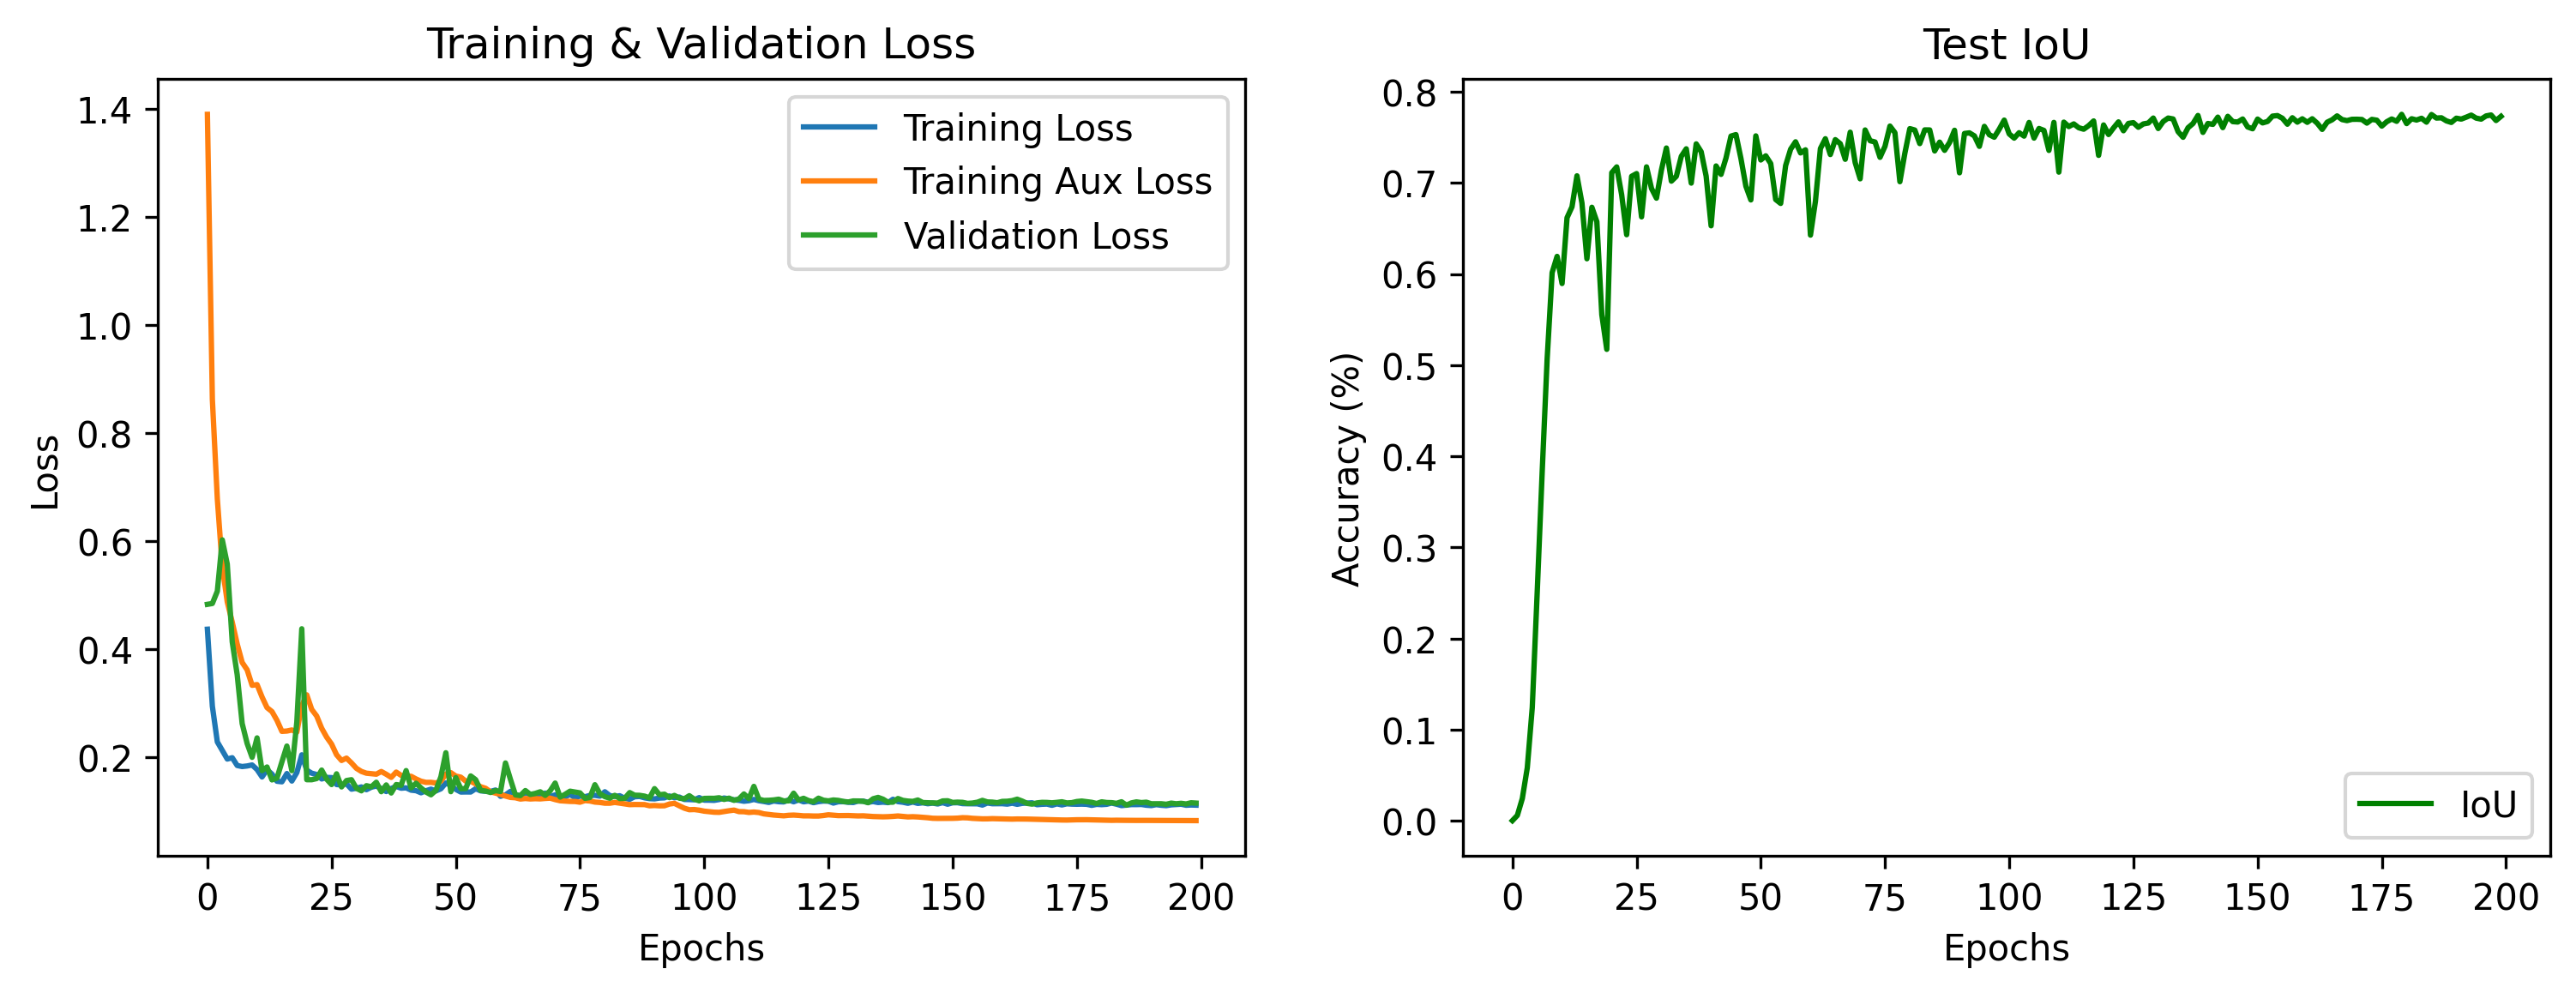 Training & Validation Loss
1.4
1.2
1.0
0.8
0.6
0.4
0.2
Loss
Training Loss
Training Aux Loss
Validation Loss
0 25 50 75 100 125 150 175 200
Epochs
Test IoU
0.8
0.7
0.6
0.5
0.4
0.3
0.2
0.1
0.0
Accuracy (%)
IoU
0 25 50 75 100 125 150 175 200
Epochs